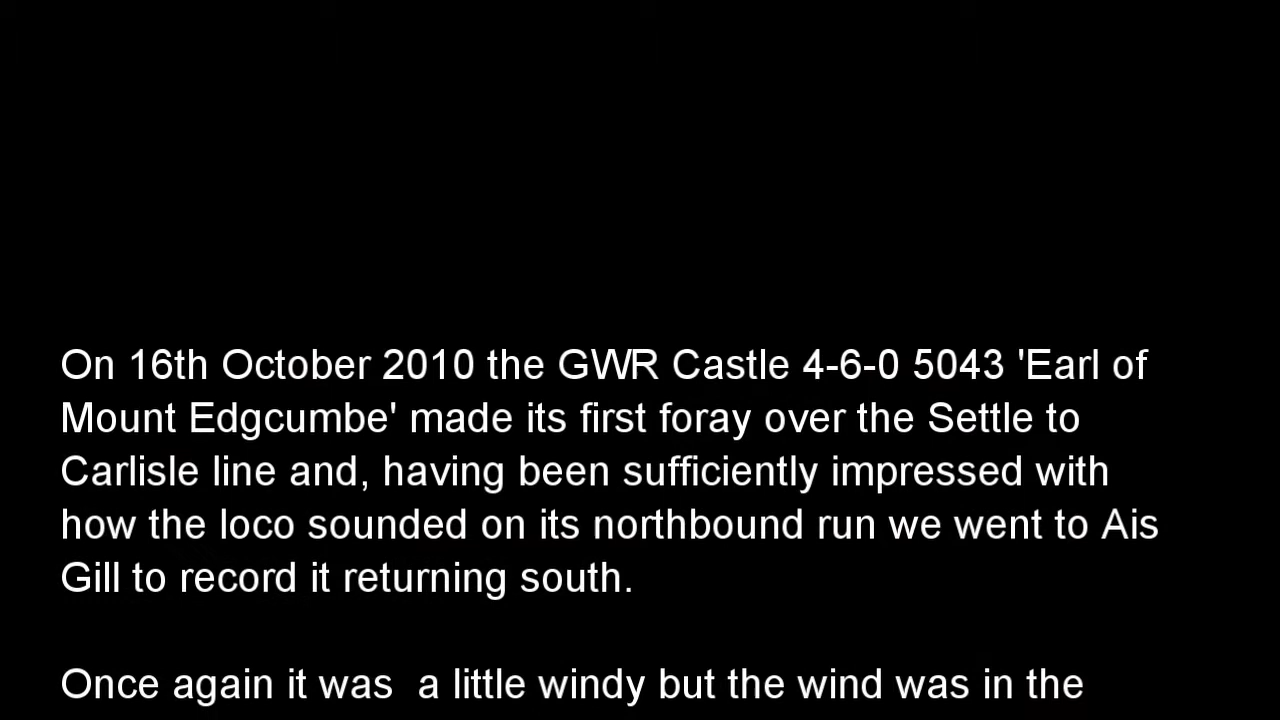 On 16th October 2010 the GWR Castle 4-6-0 5043 'Earl of
Mount Edgcumbe' made its first foray over the Settle to
Carlisle line and, having been sufficiently impressed with
how the loco sounded on its northbound run we went to Ais
Gill to record it returning south.
Once again it was  a little windy but the wind was in the